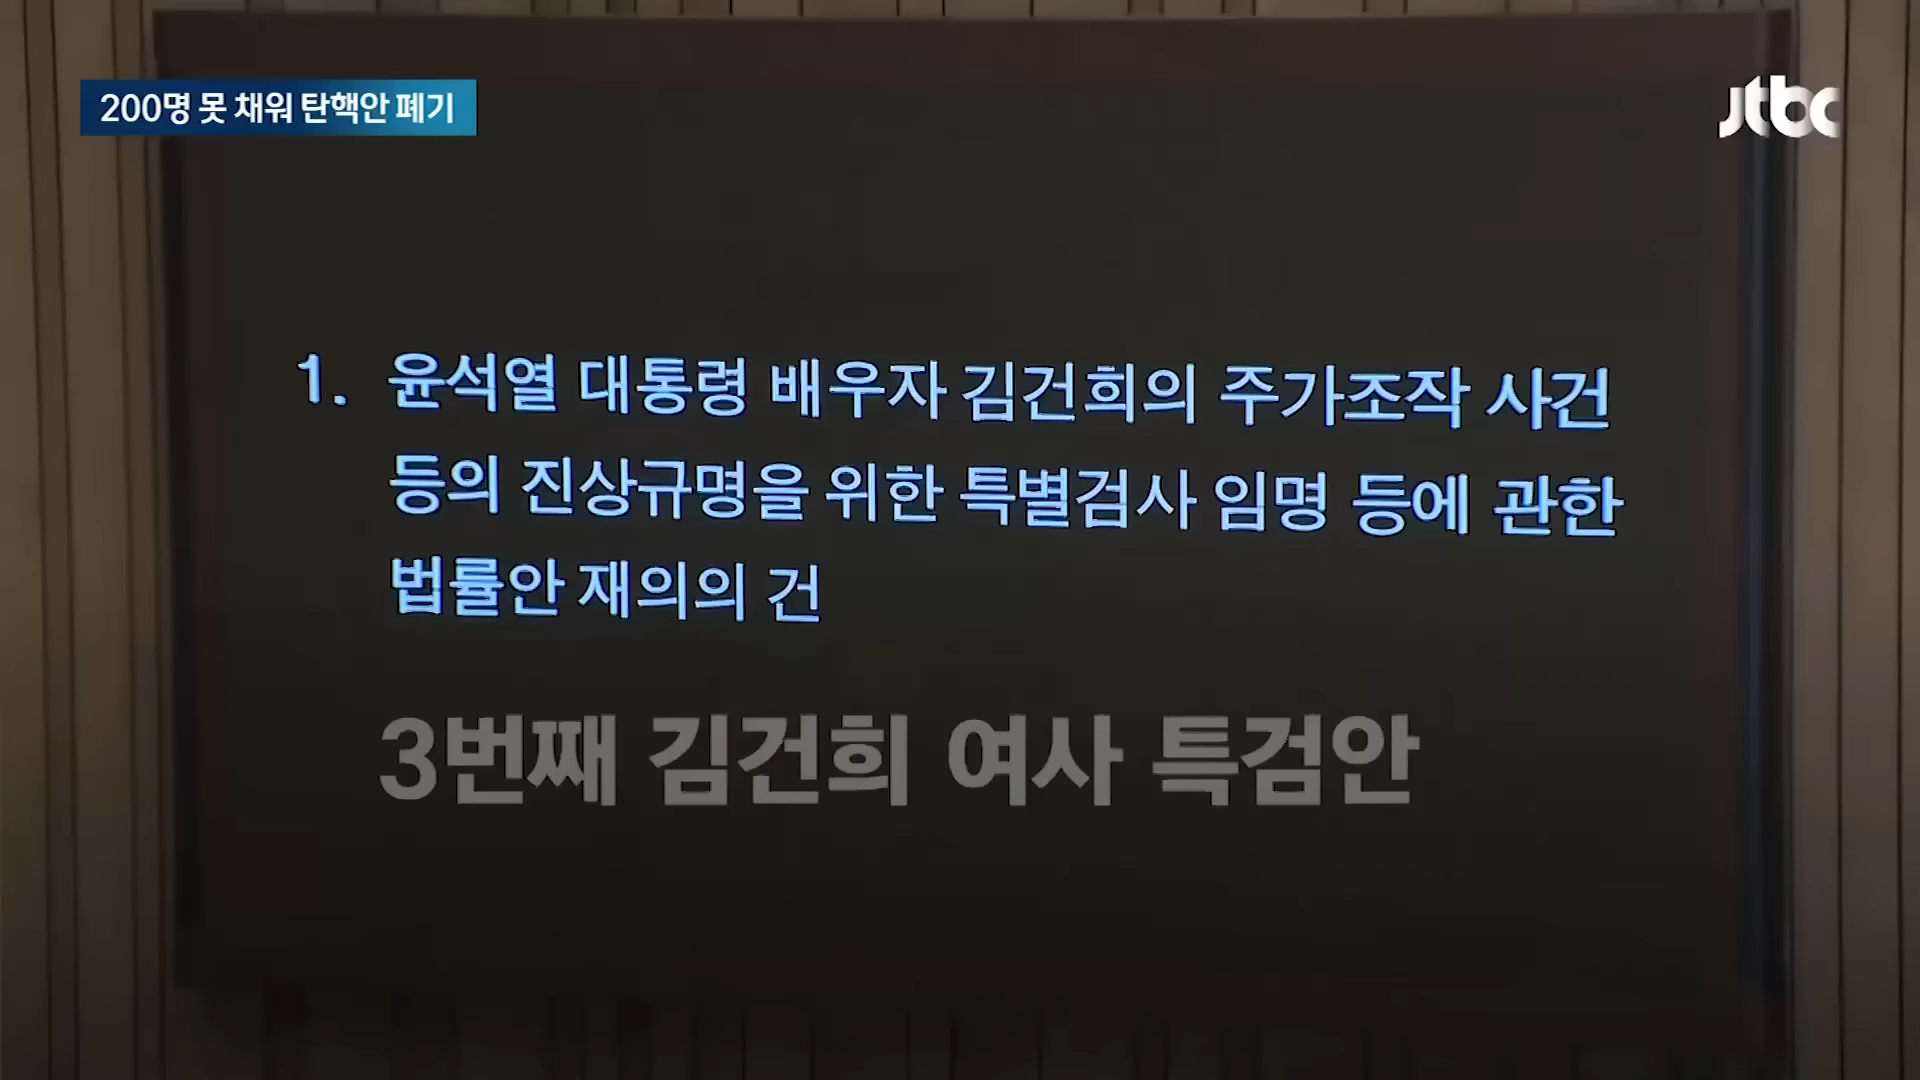 200명 못 채워 탄핵안 폐기
jtbc
1. 윤석열 대통령 배우자 김건희의 주가조작 사건
등의 진상규명을 위한 특별검사 임명 등에 관한
법률안 재의의 건
3번째 김건희 여사 특검안